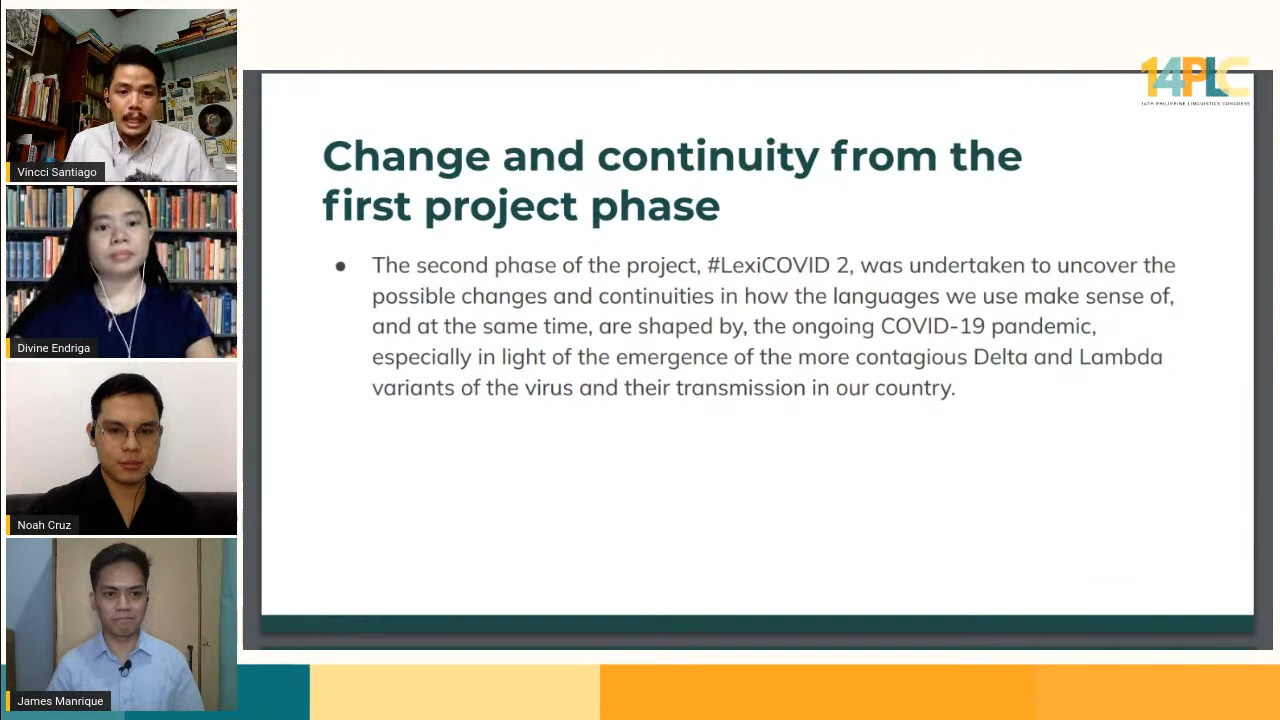 14PLC
14TH PHILIPPINE LINGUISTICS CONGRESS
Change and continuity from the
first project phase
● The second phase of the project, #LexiCOVID 2, was undertaken to uncover the
possible changes and continuities in how the languages we use make sense of,
and at the same time, are shaped by, the ongoing COVID-19 pandemic,
especially in light of the emergence of the more contagious Delta and Lambda
variants of the virus and their transmission in our country.
Vincci Santiago
Divine Endriga
Noah Cruz
James Manrique